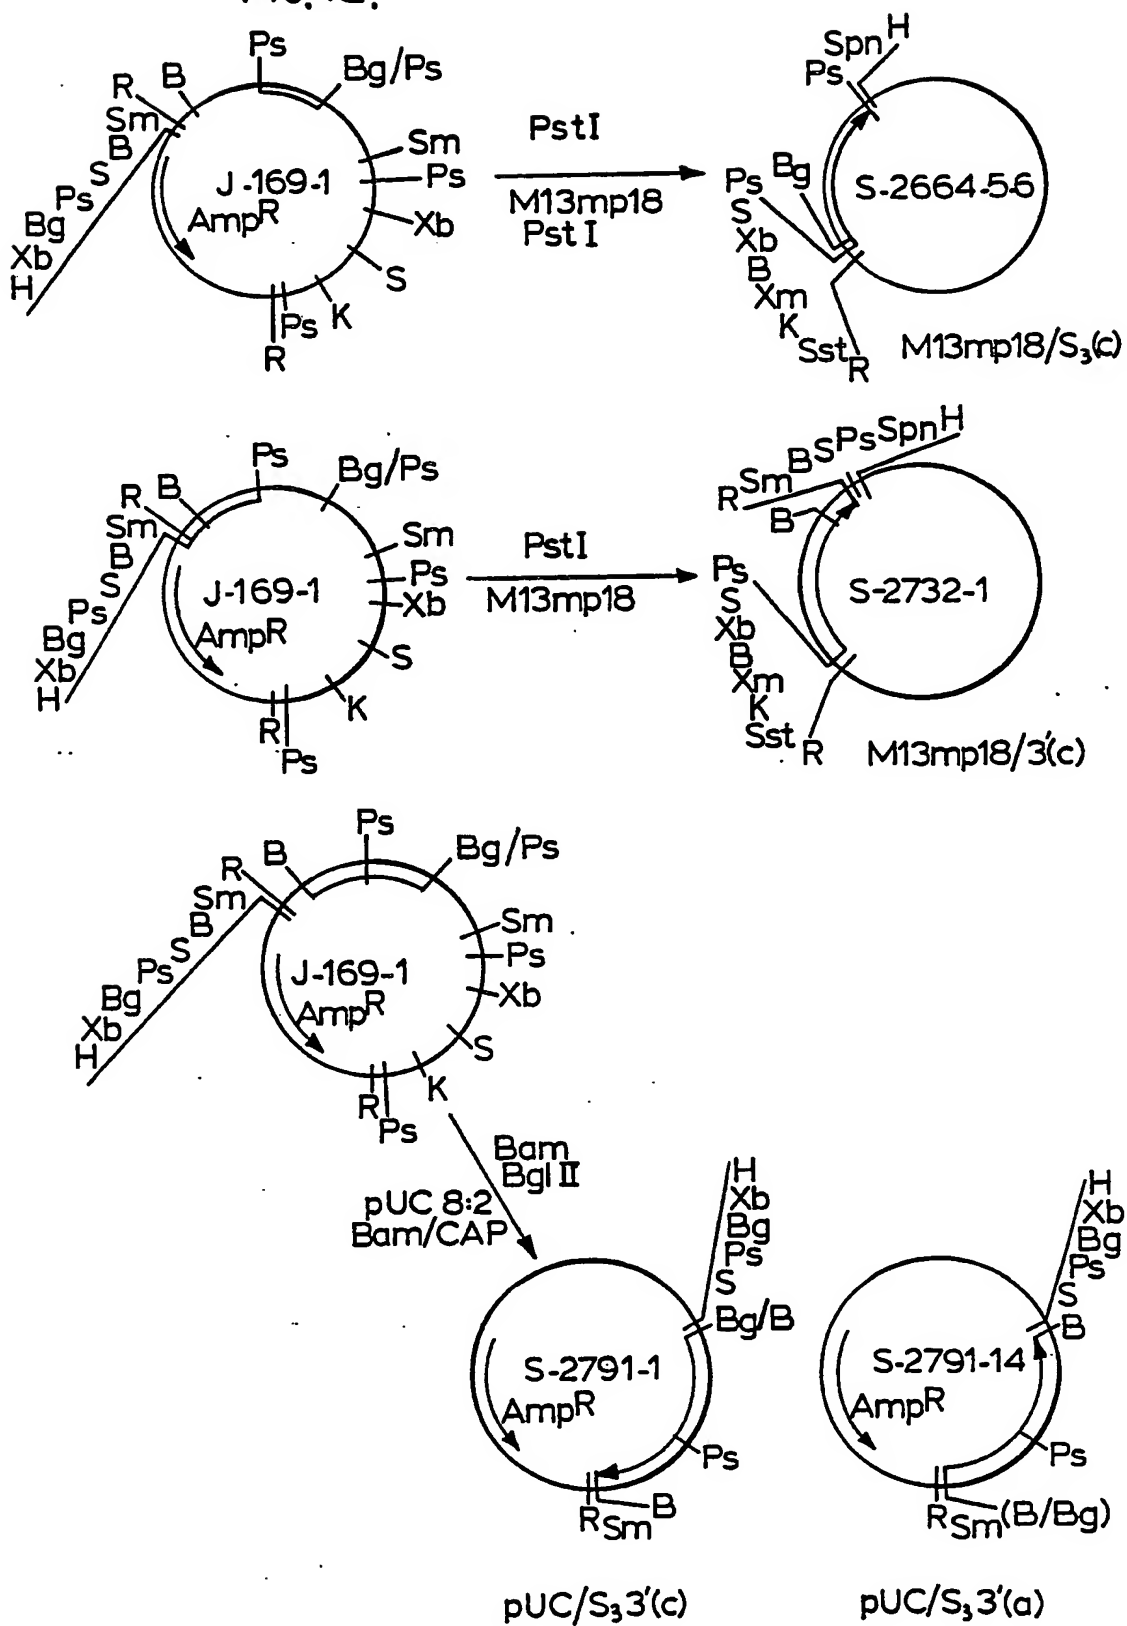 Ps
Bg/Ps
B
R
Sm
B
S
Ps
Bg
Xb
H
Sm
Ps
Xb
S
K
Ps
R
J-169-1
AmpR
PstI
M13mp18
PstI
H
Spn
Ps
Bg
Ps
S
Xb
B
Xm
K
Sst
R
S-2664-5-6
M13mp18/S3(c)
Ps
Bg/Ps
B
R
Sm
B
S
Ps
Bg
Xb
H
Sm
Ps
Xb
S
K
R
Ps
J-169-1
AmpR
PstI
M13mp18
R Sm B S Ps Spn H
B
Ps
S
Xb
B
Xm
K
Sst
R
S-2732-1
M13mp18/3'(c)
Ps
Bg/Ps
B
R
Sm
B
S
Ps
Bg
Xb
H
Sm
Ps
Xb
S
K
R
Ps
J-169-1
AmpR
Bam
Bgl II
pUC 8:2
Bam/CAP
H
Xb
Bg
Ps
S
Bg/B
S-2791-1
AmpR
Ps
B
R Sm
pUC/S3 3'(c)
H
Xb
Bg
Ps
S
B
S-2791-14
AmpR
Ps
R Sm (B/Bg)
pUC/S3 3'(a)